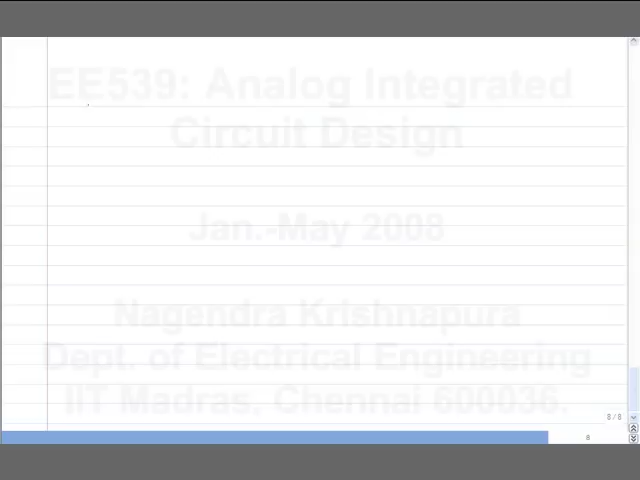 EE539: Analog Integrated
Circuit Design
Jan.-May 2008
Nagendra Krishnapura
Dept. of Electrical Engineering
IIT Madras, Chennai 600036.
8 / 8
8